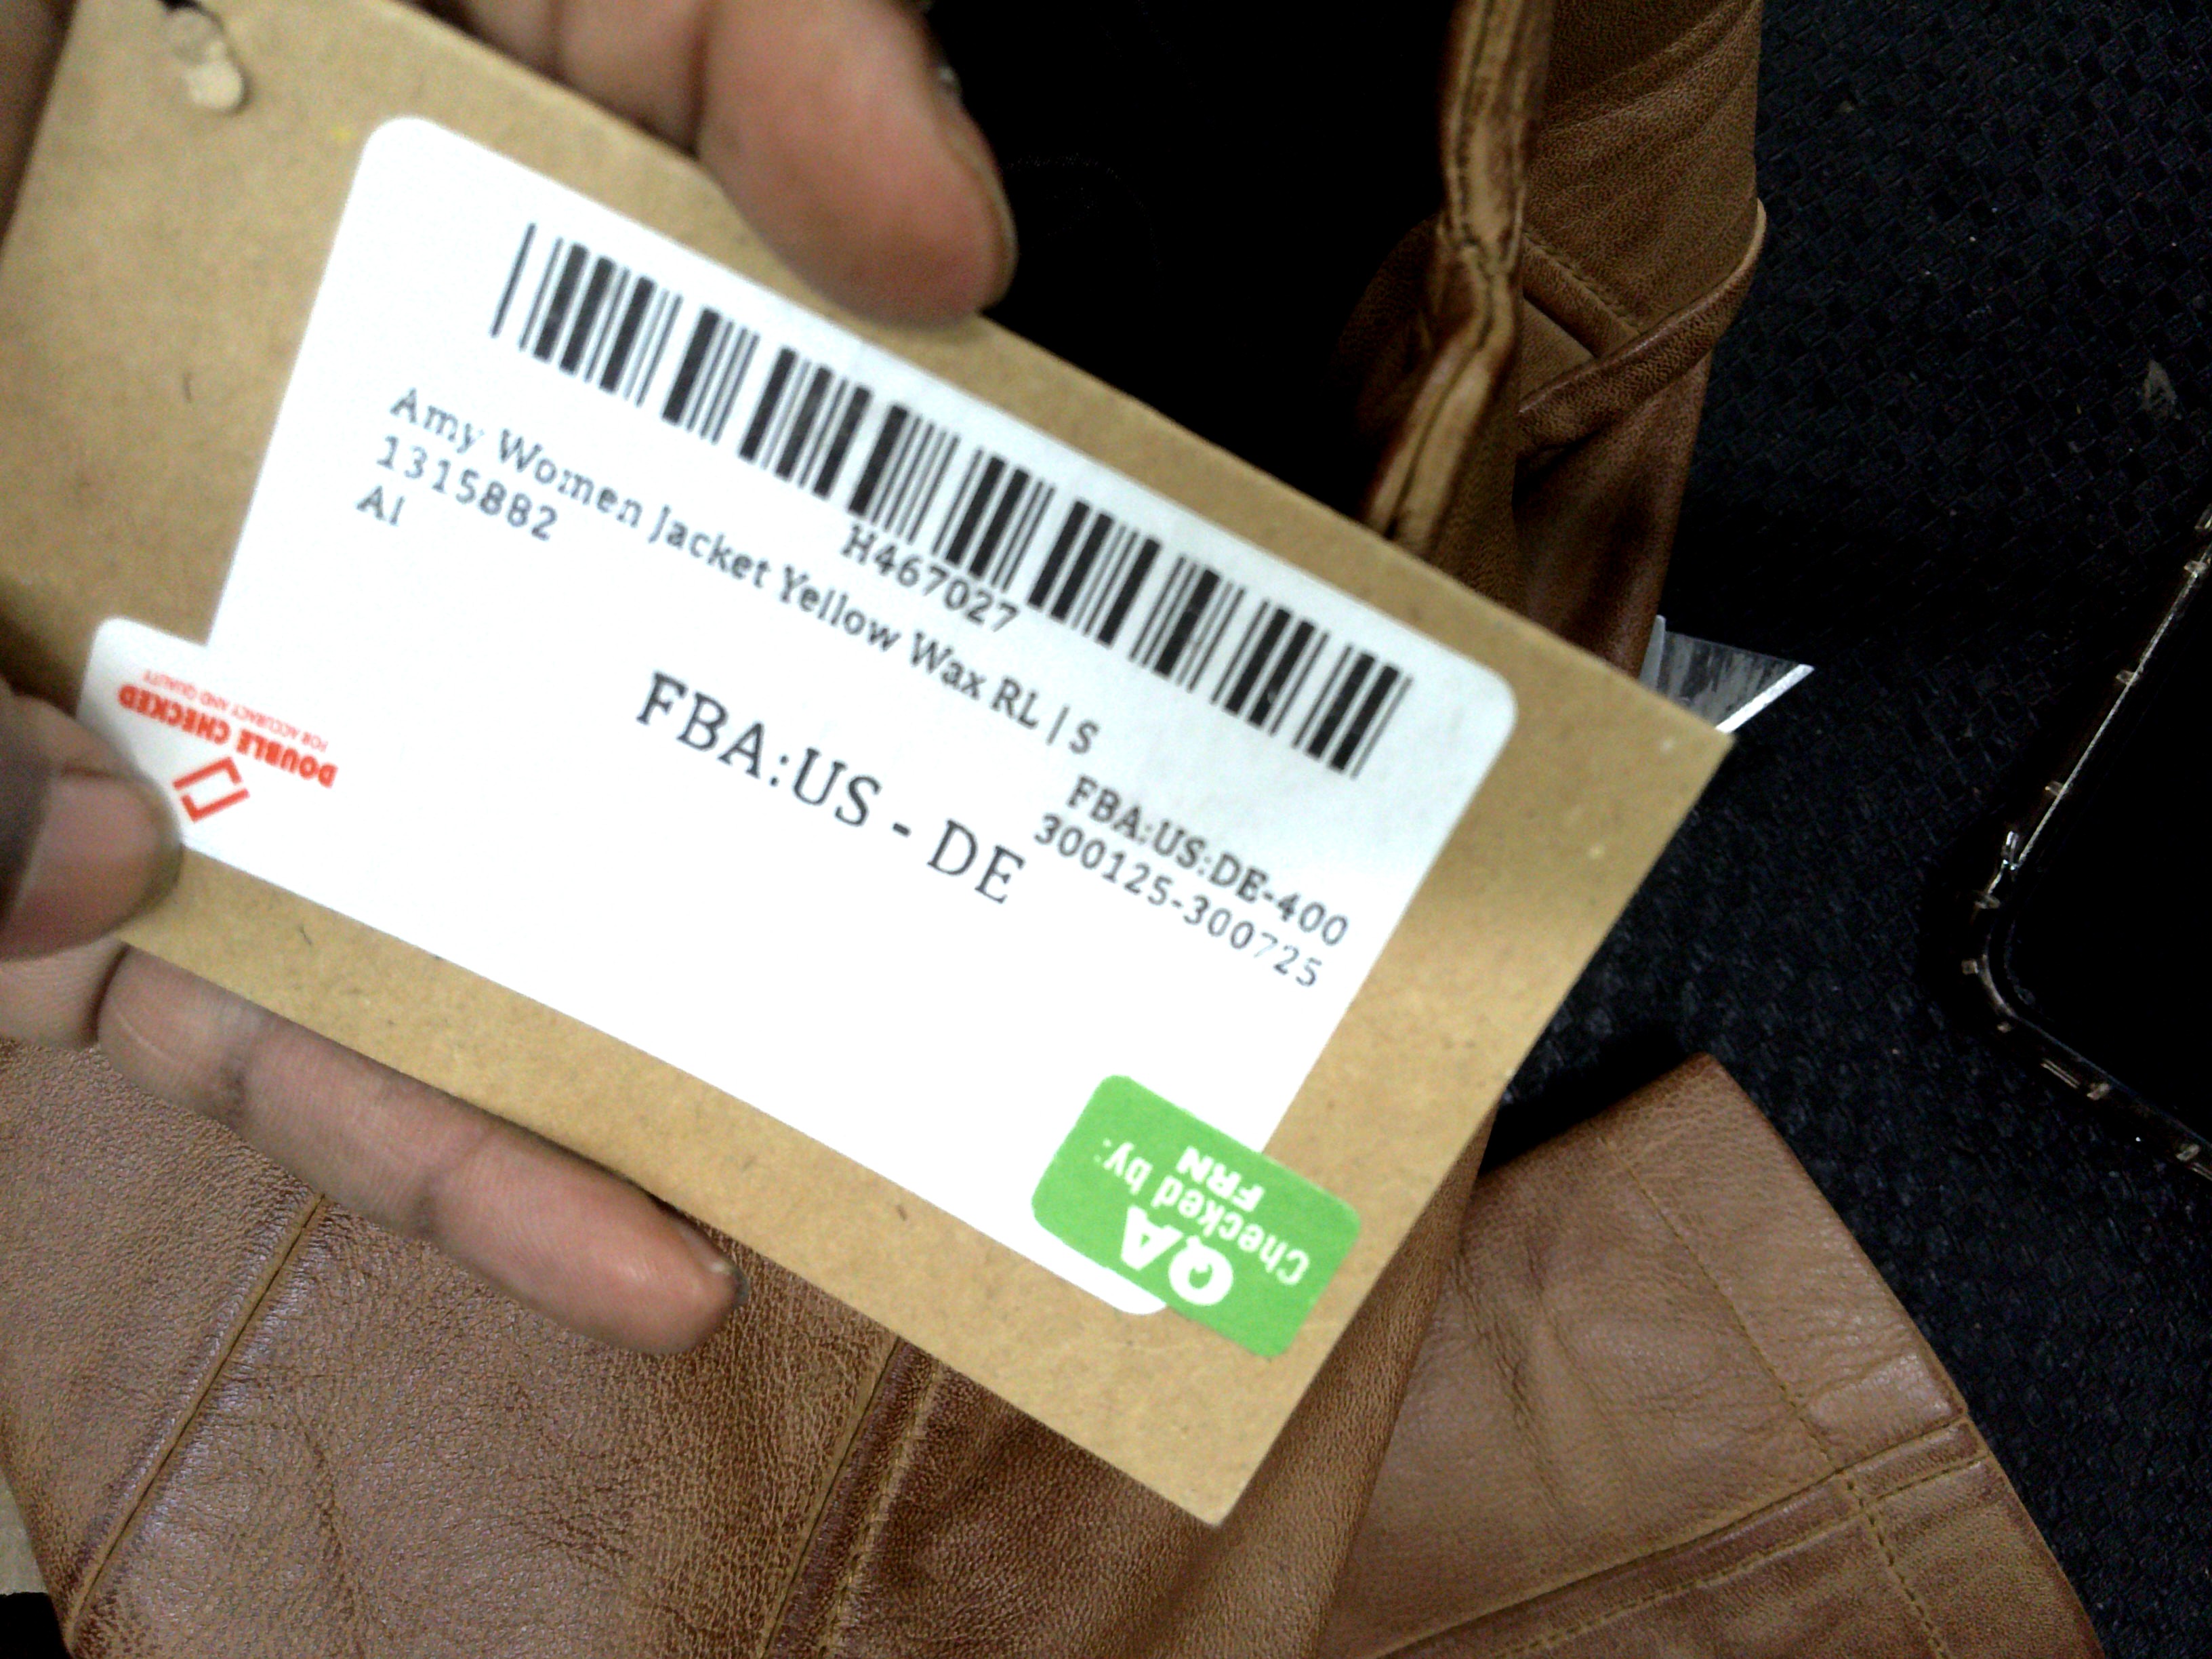 H467027
Amy Women Jacket Yellow Wax RL | S
1315882
AI
FBA:US:DE-400
300125-300725
FBA:US - DE
DOUBLE CHECKED
FOR ACCURACY AND QUALITY
QA
Checked by:
FRN